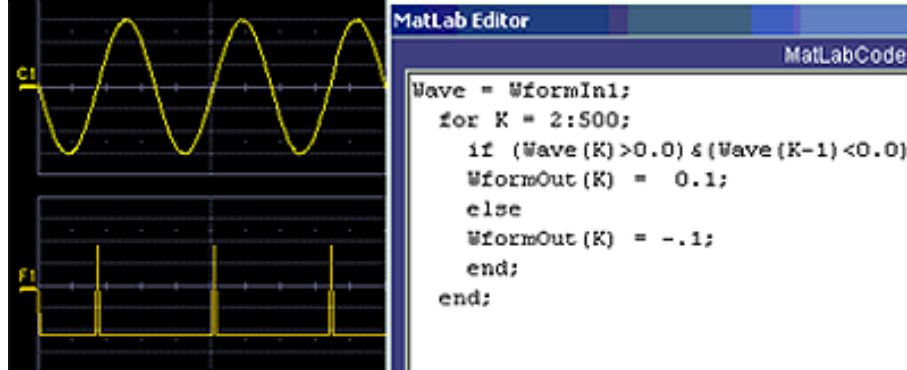 C1
F1
MatLab Editor
MatLabCode
Wave = WformIn1;
for K = 2:500;
if (Wave(K)>0.0)&(Wave(K-1)<0.0)
WformOut(K) = 0.1;
else
WformOut(K) = -.1;
end;
end;